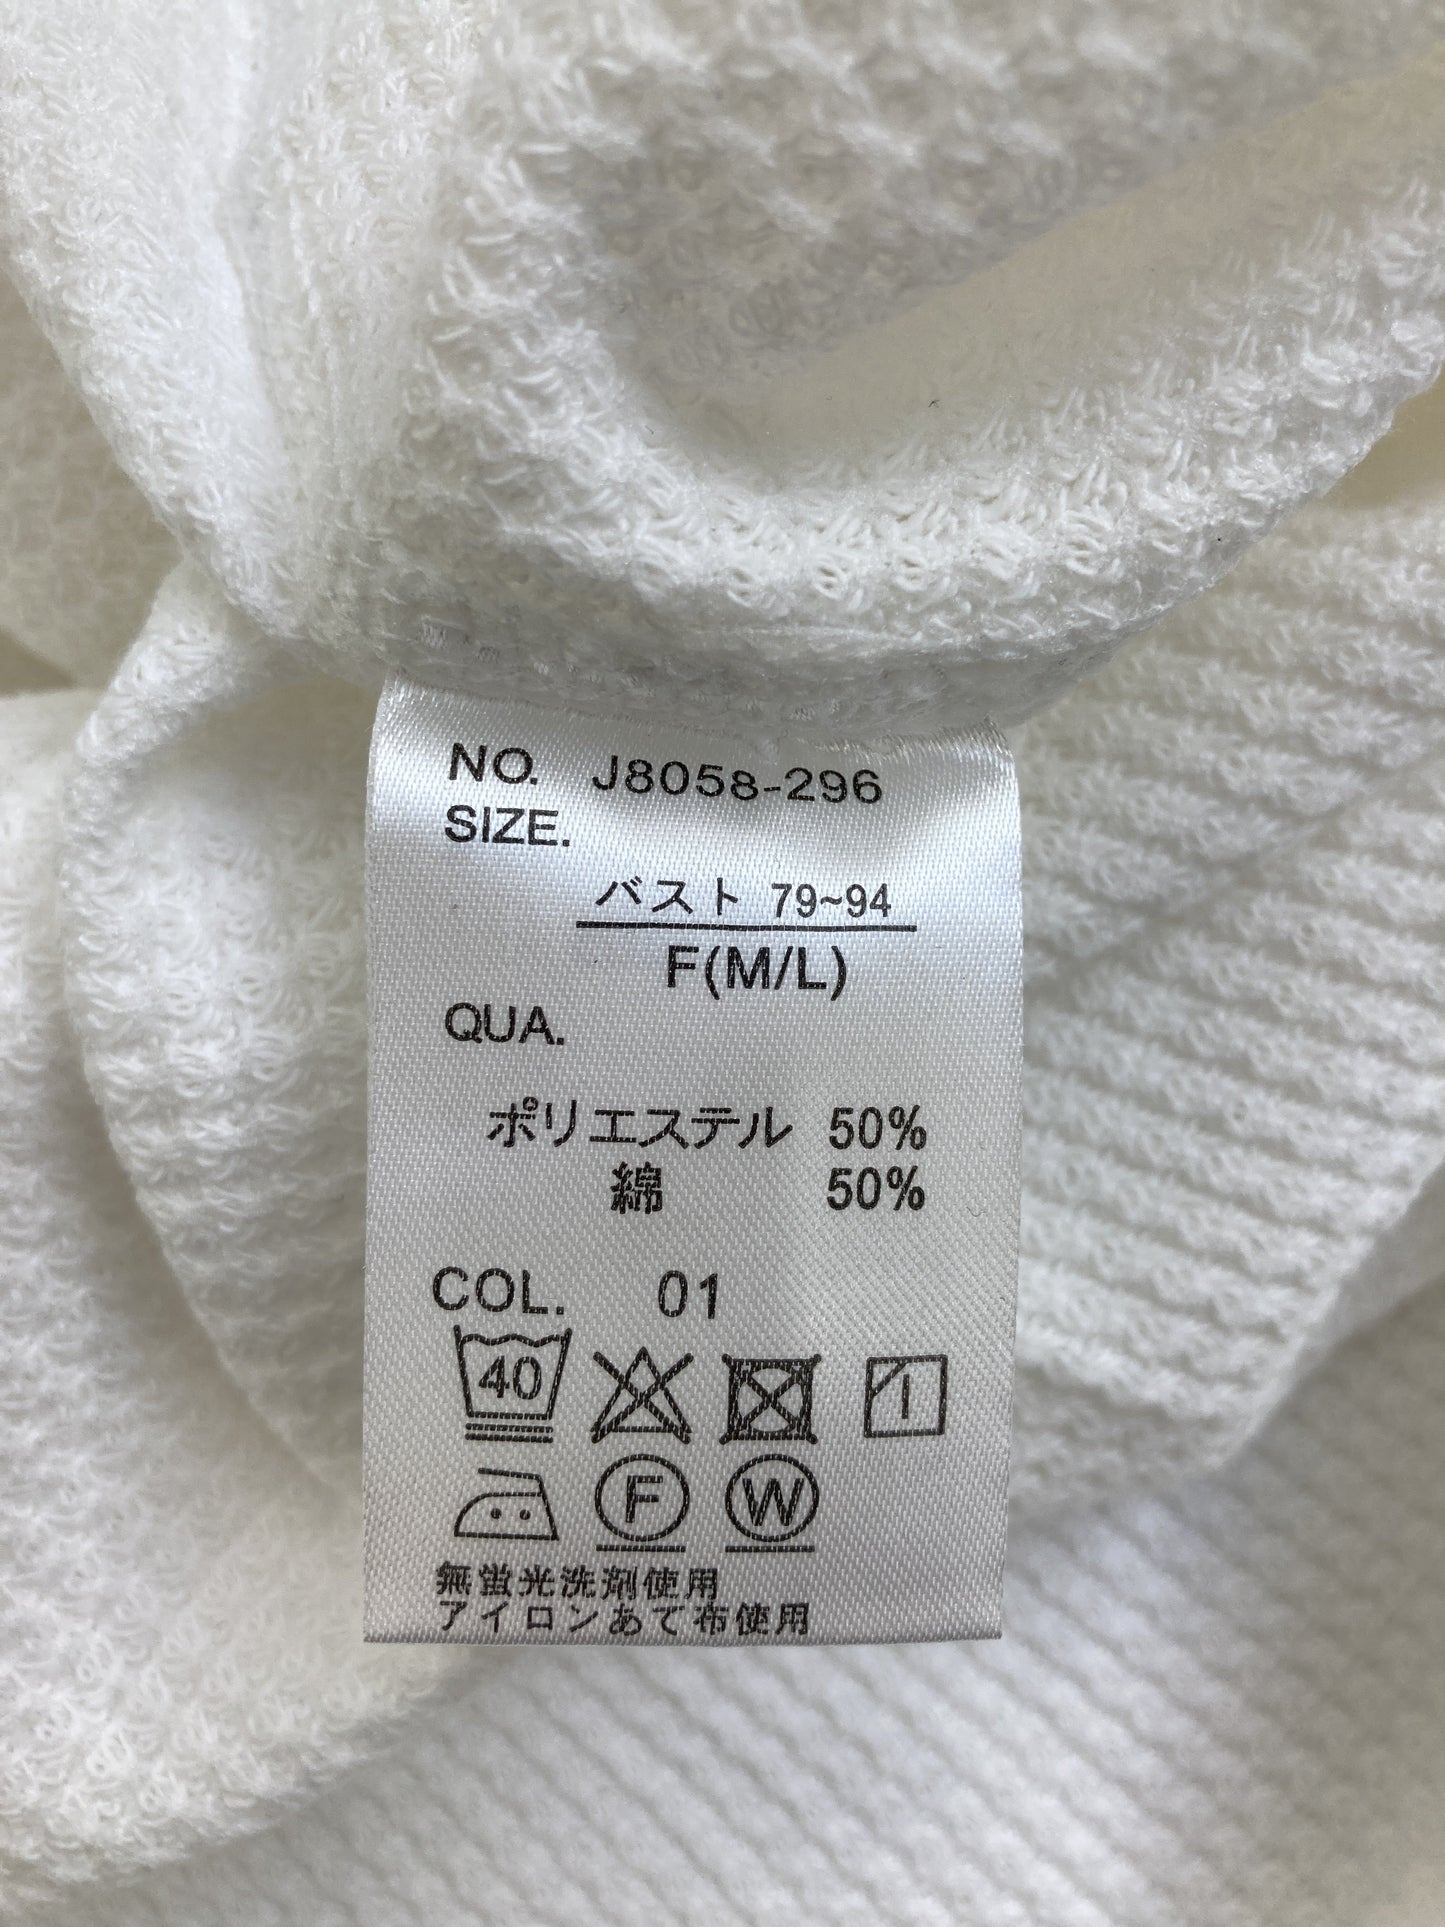 NO. J8058-296
SIZE.
バスト 79~94
F(M/L)
QUA.
ポリエステル 50%
綿 50%
COL. 01
40
F W
無蛍光洗剤使用
アイロンあて布使用